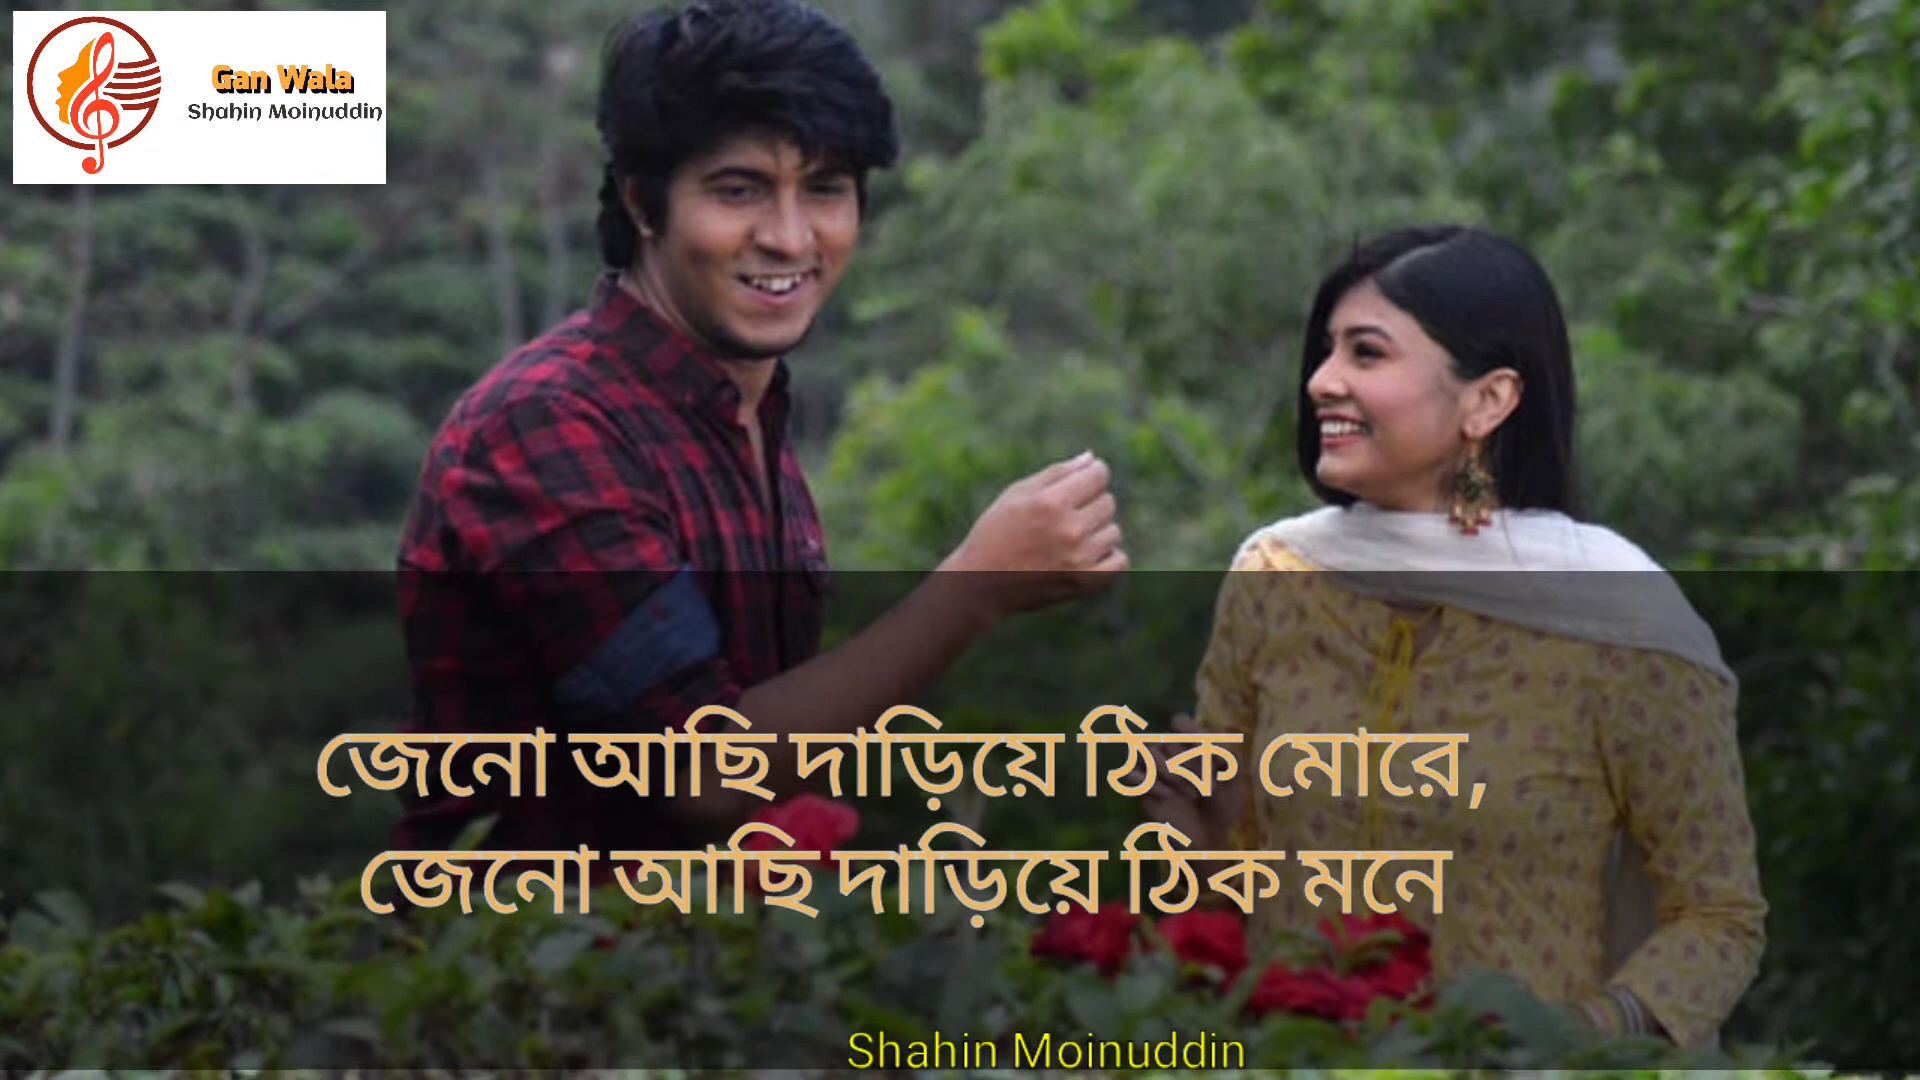 Gan Wala
Shahin Moinuddin
জেনো আছি দাড়িয়ে ঠিক মোরে,
জেনো আছি দাড়িয়ে ঠিক মনে
Shahin Moinuddin